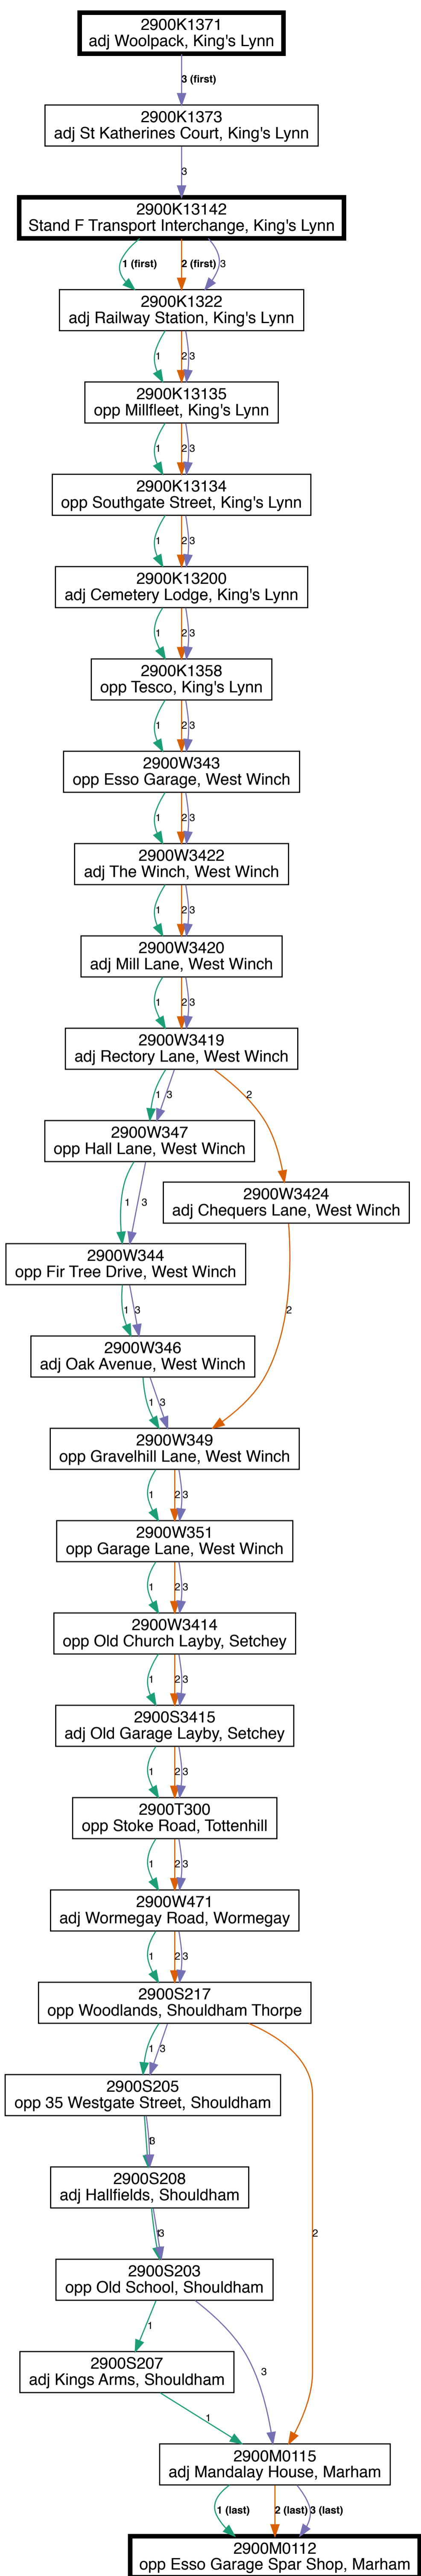 2900K1371
adj Woolpack, King's Lynn
3 (first)
2900K1373
adj St Katherines Court, King's Lynn
3
2900K13142
Stand F Transport Interchange, King's Lynn
1 (first) 2 (first) 3
2900K1322
adj Railway Station, King's Lynn
1 2 3
2900K13135
opp Millfleet, King's Lynn
1 2 3
2900K13134
opp Southgate Street, King's Lynn
1 2 3
2900K13200
adj Cemetery Lodge, King's Lynn
1 2 3
2900K1358
opp Tesco, King's Lynn
1 2 3
2900W343
opp Esso Garage, West Winch
1 2 3
2900W3422
adj The Winch, West Winch
1 2 3
2900W3420
adj Mill Lane, West Winch
1 2 3
2900W3419
adj Rectory Lane, West Winch
1 3 2
2900W347
opp Hall Lane, West Winch
2900W3424
adj Chequers Lane, West Winch
1 3
2900W344
opp Fir Tree Drive, West Winch
1 3 2
2900W346
adj Oak Avenue, West Winch
1 3
2900W349
opp Gravelhill Lane, West Winch
1 2 3
2900W351
opp Garage Lane, West Winch
1 2 3
2900W3414
opp Old Church Layby, Setchey
1 2 3
2900S3415
adj Old Garage Layby, Setchey
1 2 3
2900T300
opp Stoke Road, Tottenhill
1 2 3
2900W471
adj Wormegay Road, Wormegay
1 2 3
2900S217
opp Woodlands, Shouldham Thorpe
1 3
2900S205
opp 35 Westgate Street, Shouldham
1 3
2900S208
adj Hallfields, Shouldham
1 3 2
2900S203
opp Old School, Shouldham
1
2900S207
adj Kings Arms, Shouldham
3
1
2900M0115
adj Mandalay House, Marham
1 (last) 2 (last) 3 (last)
2900M0112
opp Esso Garage Spar Shop, Marham